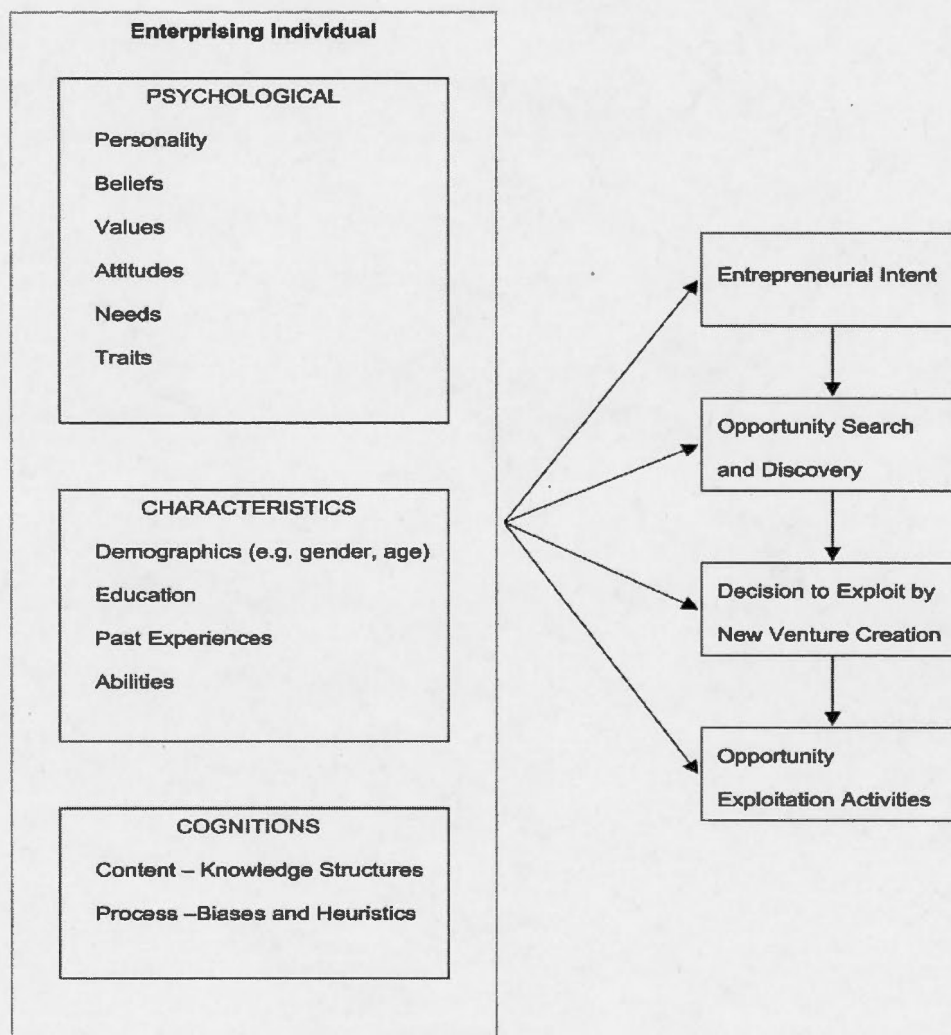 Enterprising Individual
PSYCHOLOGICAL
Personality
Beliefs
Values
Attitudes
Needs
Traits
CHARACTERISTICS
Demographics (e.g. gender, age)
Education
Past Experiences
Abilities
COGNITIONS
Content – Knowledge Structures
Process –Biases and Heuristics
Entrepreneurial Intent
Opportunity Search
and Discovery
Decision to Exploit by
New Venture Creation
Opportunity
Exploitation Activities